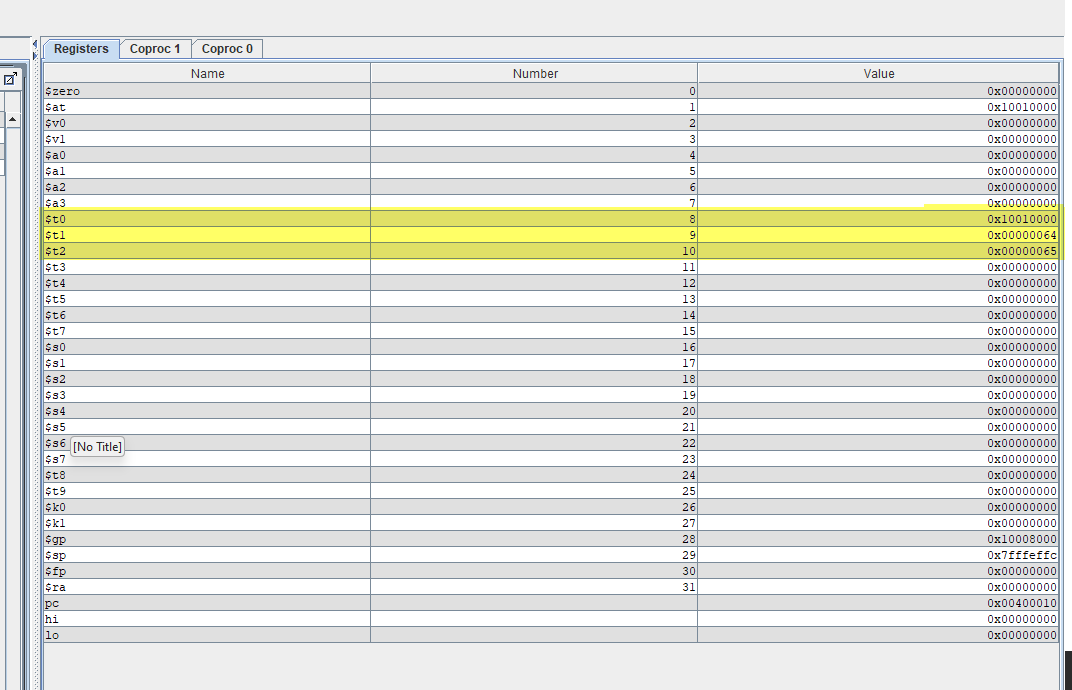 Registers Coproc 1 Coproc 0
Name Number Value
$zero 0 0x00000000
$at 1 0x10010000
$v0 2 0x00000000
$v1 3 0x00000000
$a0 4 0x00000000
$a1 5 0x00000000
$a2 6 0x00000000
$a3 7 0x00000000
$t0 8 0x10010000
$t1 9 0x00000064
$t2 10 0x00000065
$t3 11 0x00000000
$t4 12 0x00000000
$t5 13 0x00000000
$t6 14 0x00000000
$t7 15 0x00000000
$s0 16 0x00000000
$s1 17 0x00000000
$s2 18 0x00000000
$s3 19 0x00000000
$s4 20 0x00000000
$s5 21 0x00000000
$s6 22 0x00000000
[No Title]
$s7 23 0x00000000
$t8 24 0x00000000
$t9 25 0x00000000
$k0 26 0x00000000
$k1 27 0x00000000
$gp 28 0x10008000
$sp 29 0x7fffeffc
$fp 30 0x00000000
$ra 31 0x00000000
pc 0x00400010
hi 0x00000000
lo 0x00000000